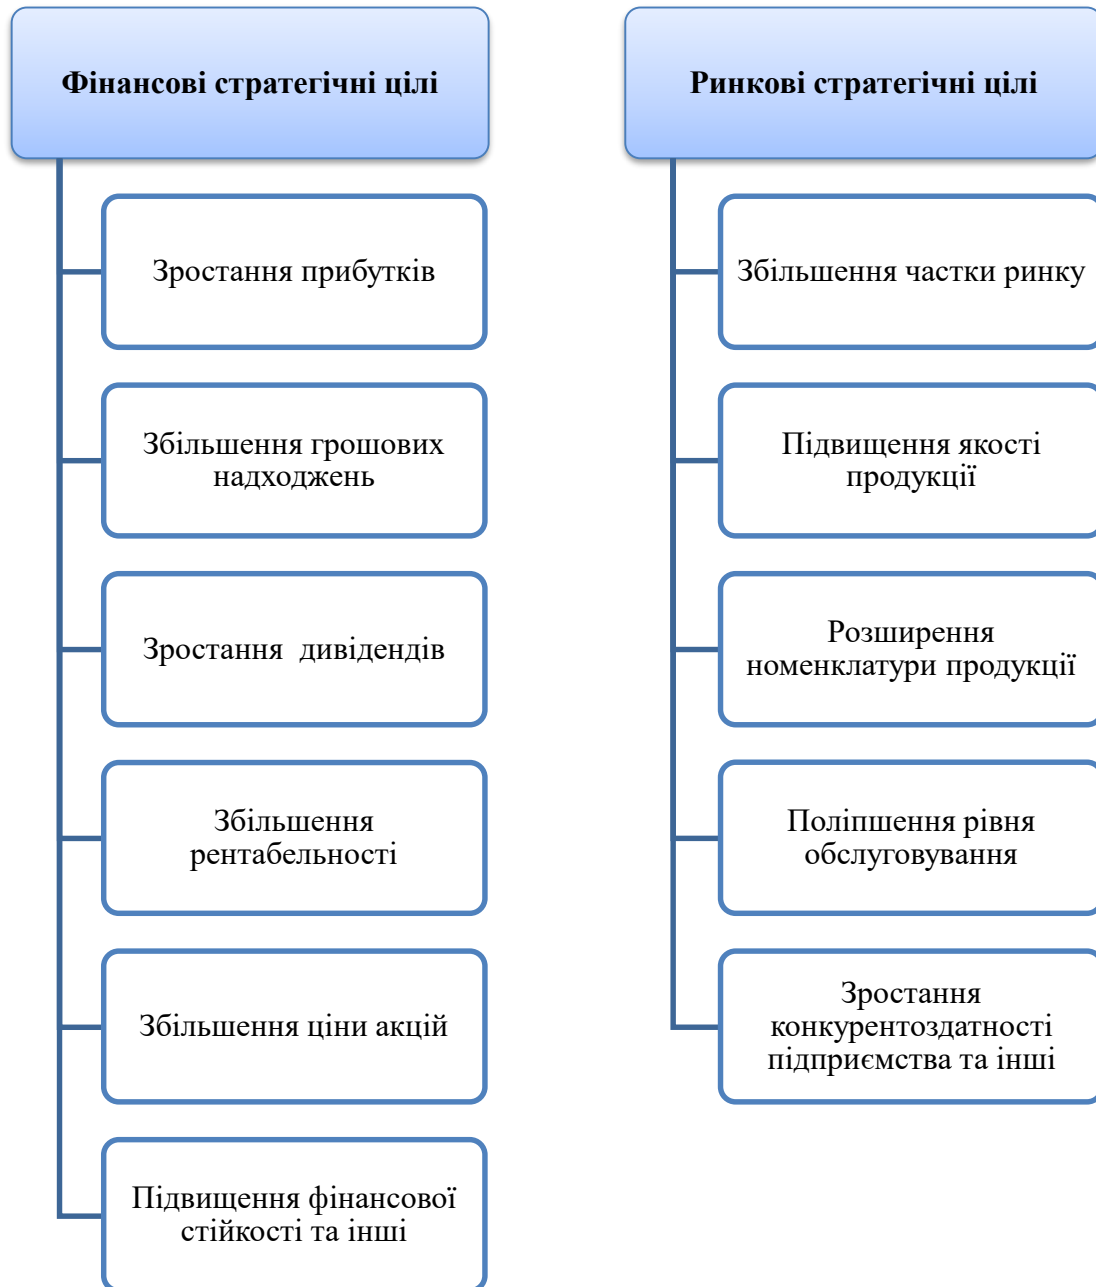 Фінансові стратегічні цілі
Зростання прибутків
Збільшення грошових
надходжень
Зростання  дивідендів
Збільшення
рентабельності
Збільшення ціни акцій
Підвищення фінансової
стійкості та інші
Ринкові стратегічні цілі
Збільшення частки ринку
Підвищення якості
продукції
Розширення
номенклатури продукції
Поліпшення рівня
обслуговування
Зростання
конкурентоздатності
підприємства та інші